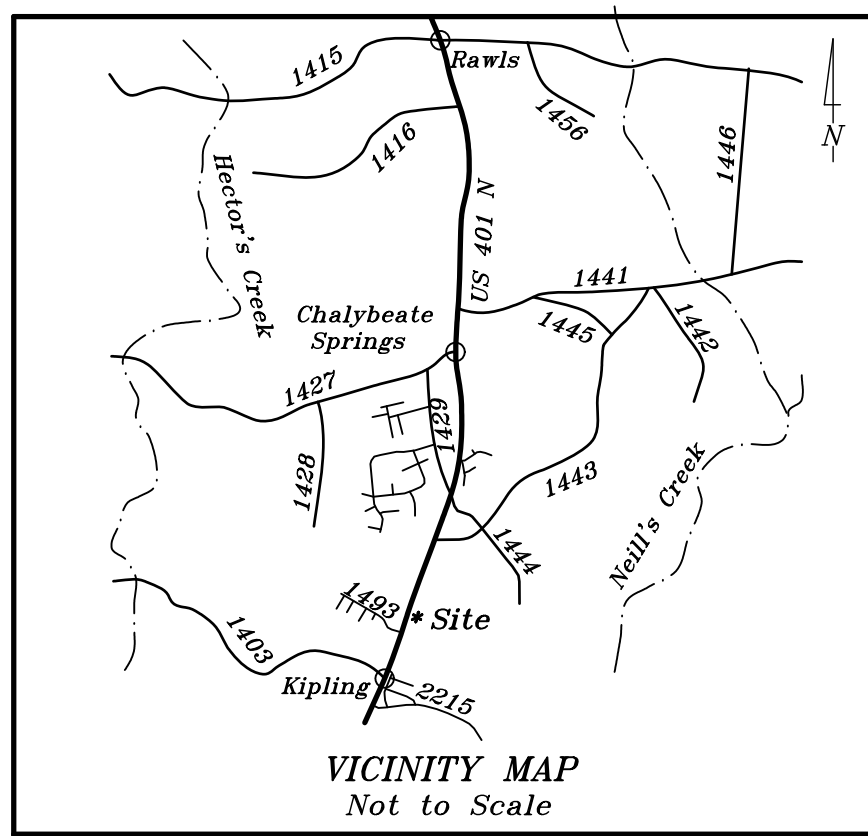 1415
Rawls
1456
1416
1446
N
Hector's Creek
US 401 N
1441
Chalybeate
Springs
1445
1442
1427
1429
1428
1443
Neill's Creek
1444
1493
* Site
1403
Kipling
2215
VICINITY MAP
Not to Scale